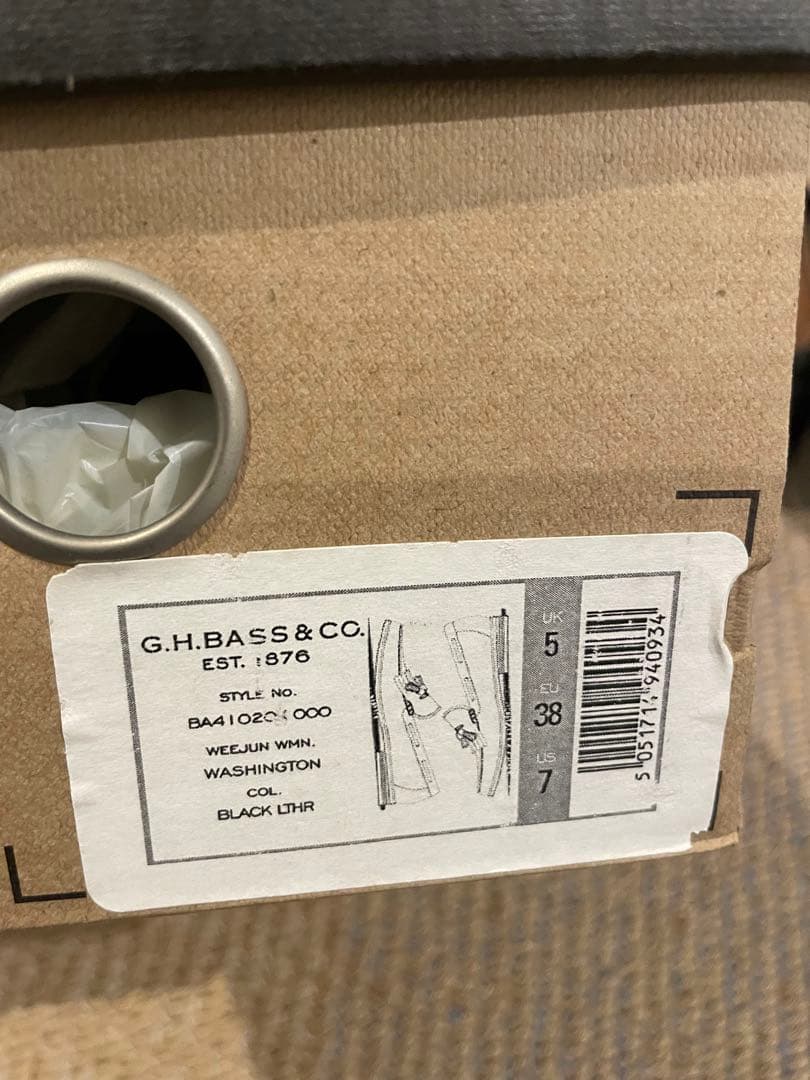 G.H.BASS & CO.
EST. 1876
STYLE NO.
WEEJUN WMN.
WASHINGTON
COL.
BLACK LTHR
UK
5
EU
38
US
7